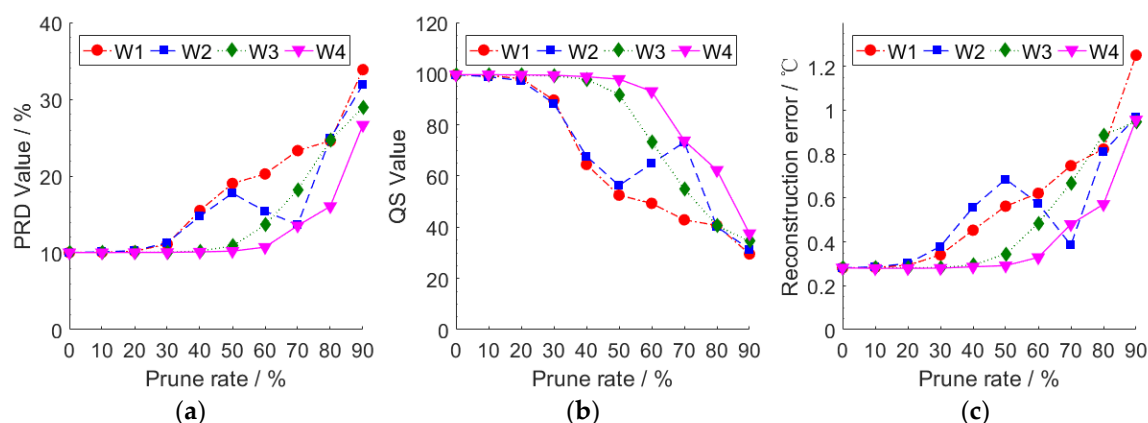 PRD Value / %
40
30
20
10
0
W1 W2 W3 W4
0 10 20 30 40 50 60 70 80 90
Prune rate / %
(a)
QS Value
120
100
80
60
40
20
0
W1 W2 W3 W4
0 10 20 30 40 50 60 70 80 90
Prune rate / %
(b)
Reconstruction error / ℃
1.2
1
0.8
0.6
0.4
0.2
0
W1 W2 W3 W4
0 10 20 30 40 50 60 70 80 90
Prune rate / %
(c)